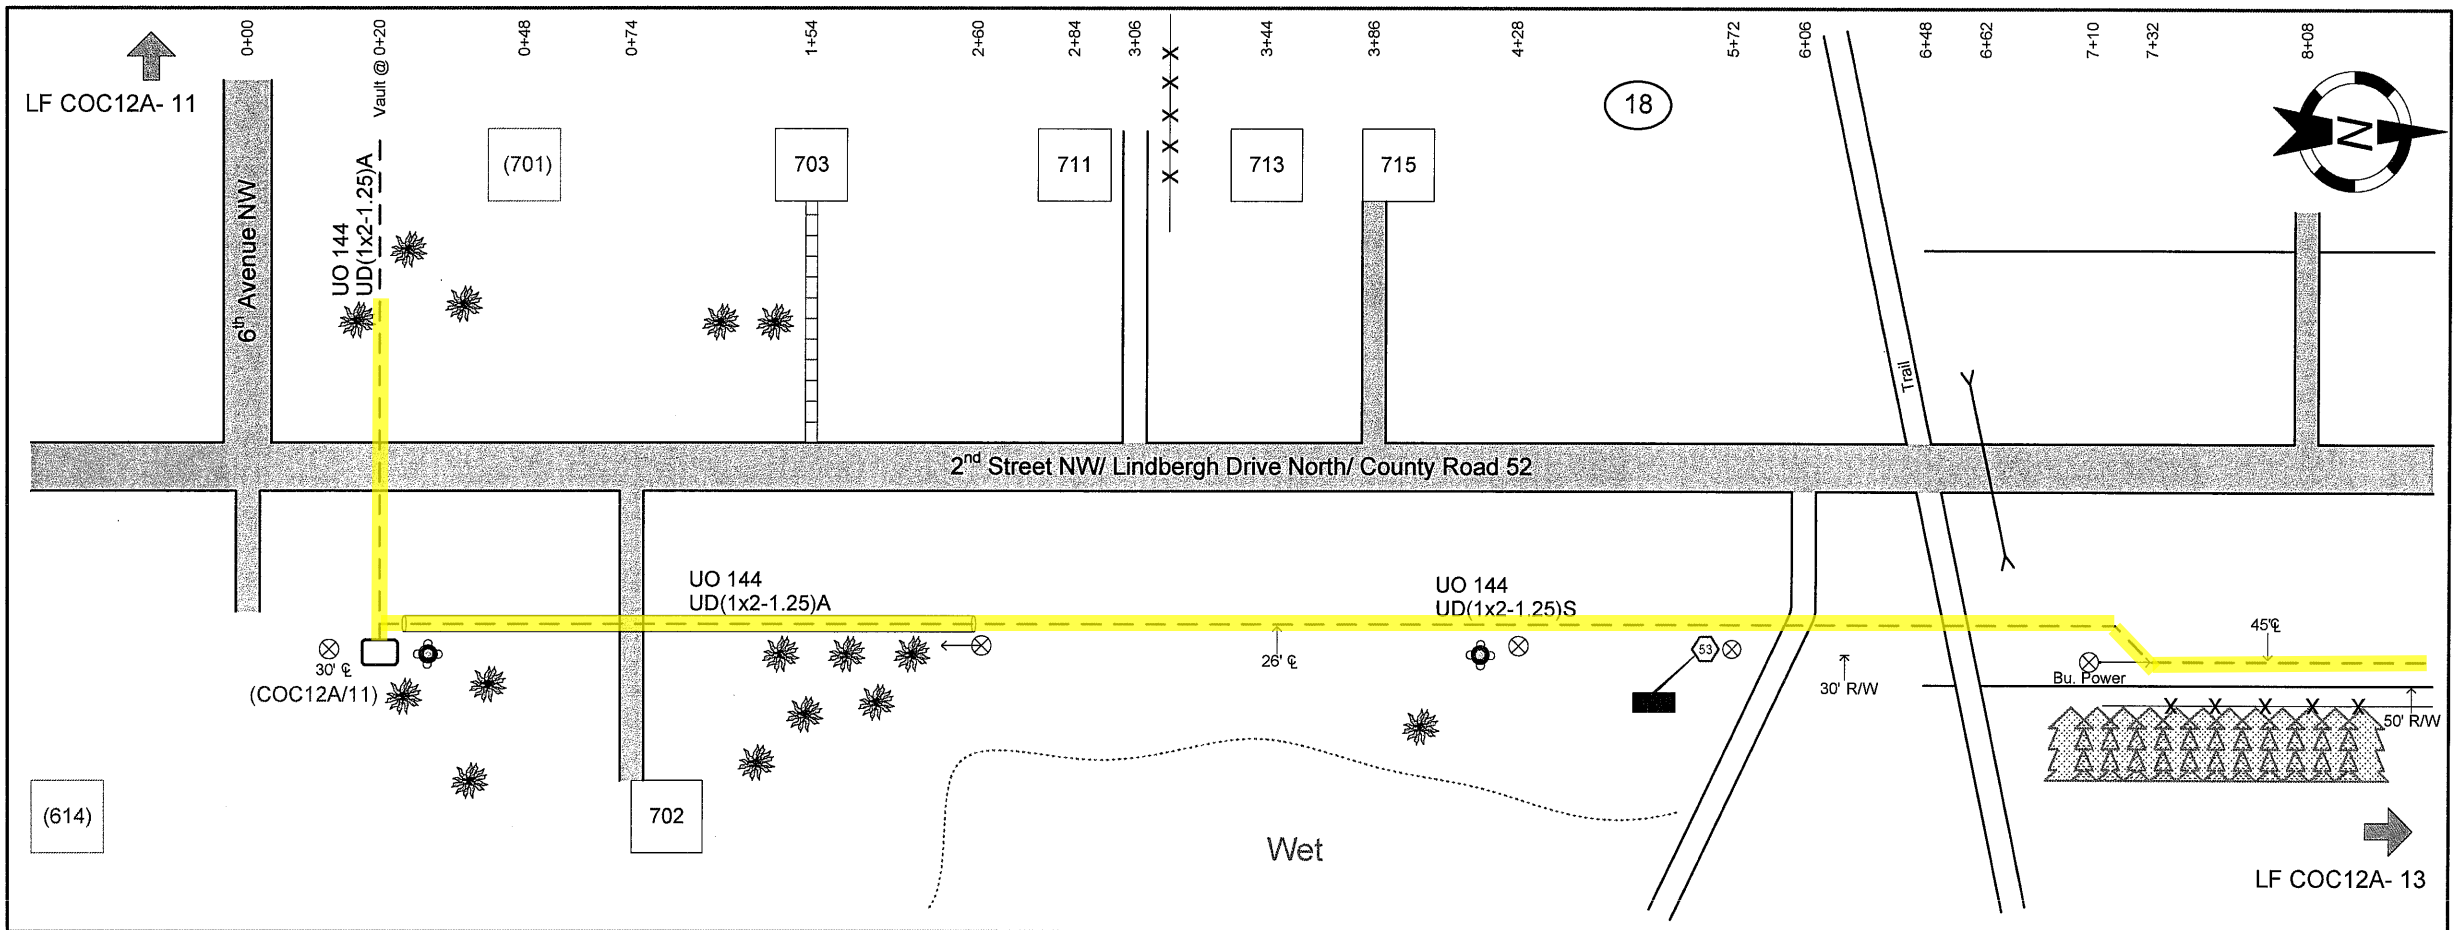 0+00
Vault @ 0+20
0+48
0+74
1+54
2+60
2+84
3+06
3+44
3+86
4+28
5+72
6+06
6+48
6+62
7+10
7+32
8+08
LF COC12A- 11
18
N
(701)
703
711
713
715
X
X
X
X
X
6th Avenue NW
UO 144
UD(1x2-1.25)A
Trail
2nd Street NW/ Lindbergh Drive North/ County Road 52
UO 144
UD(1x2-1.25)A
UO 144
UD(1x2-1.25)S
30' ℄
(COC12A/11)
26' ℄
53
30' R/W
45'℄
Bu. Power
X X X X X
50' R/W
(614)
702
Wet
LF COC12A- 13